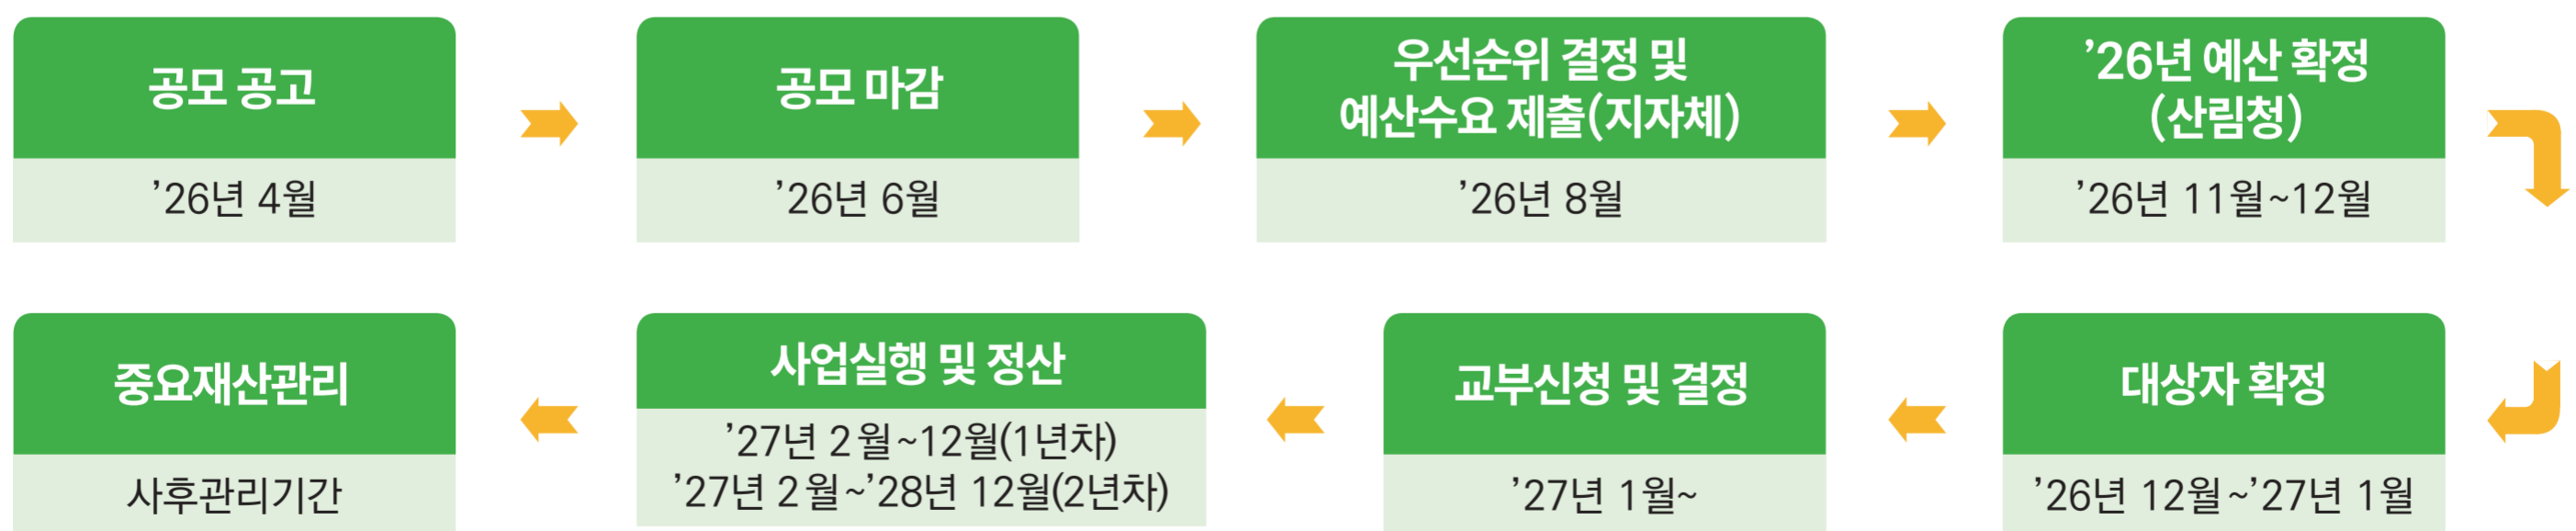 공모 공고
’26년 4월
공모 마감
’26년 6월
우선순위 결정 및
예산수요 제출(지자체)
’26년 8월
’26년 예산 확정
(산림청)
’26년 11월~12월
대상자 확정
’26년 12월~’27년 1월
교부신청 및 결정
’27년 1월~
사업실행 및 정산
’27년 2월~12월(1년차)
’27년 2월~’28년 12월(2년차)
중요재산관리
사후관리기간